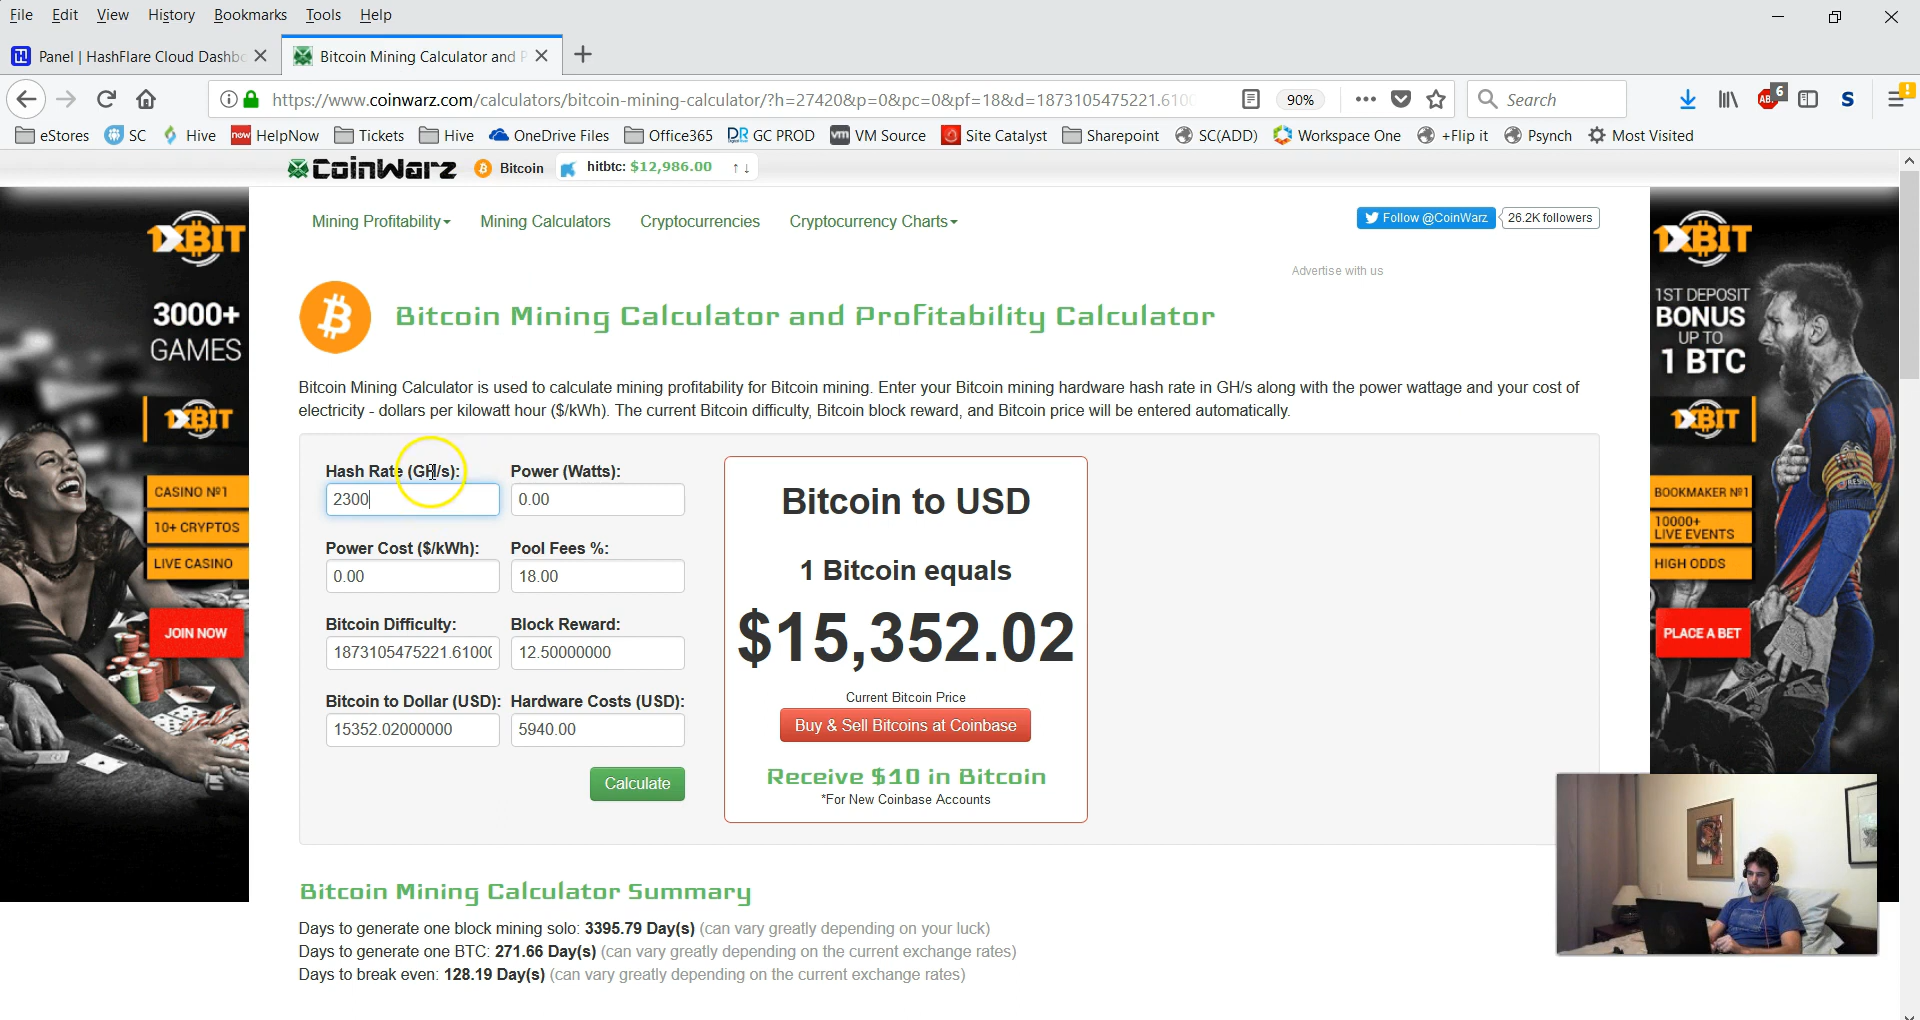 File Edit View History Bookmarks Tools Help
Panel | HashFlare Cloud Dashbo
Bitcoin Mining Calculator and P
https://www.coinwarz.com/calculators/bitcoin-mining-calculator/?h=27420&p=0&pc=0&pf=18&d=1873105475221.6100
90%
Search
6
eStores SC Hive HelpNow Tickets Hive OneDrive Files Office365 GC PROD VM Source Site Catalyst Sharepoint SC(ADD) Workspace One +Flip it Psynch Most Visited
CoinWarz Bitcoin hitbtc: $12,986.00 ↑ ↓
Mining Profitability Mining Calculators Cryptocurrencies Cryptocurrency Charts
Follow @CoinWarz 26.2K followers
Advertise with us
Bitcoin Mining Calculator and Profitability Calculator
Bitcoin Mining Calculator is used to calculate mining profitability for Bitcoin mining. Enter your Bitcoin mining hardware hash rate in GH/s along with the power wattage and your cost of
electricity - dollars per kilowatt hour ($/kWh). The current Bitcoin difficulty, Bitcoin block reward, and Bitcoin price will be entered automatically.
Hash Rate (GH/s): Power (Watts):
2300 0.00
Power Cost ($/kWh): Pool Fees %:
0.00 18.00
Bitcoin Difficulty: Block Reward:
1873105475221.6100 12.50000000
Bitcoin to Dollar (USD): Hardware Costs (USD):
15352.02000000 5940.00
Calculate
Bitcoin to USD
1 Bitcoin equals
$15,352.02
Current Bitcoin Price
Buy & Sell Bitcoins at Coinbase
Receive $10 in Bitcoin
*For New Coinbase Accounts
Bitcoin Mining Calculator Summary
Days to generate one block mining solo: 3395.79 Day(s) (can vary greatly depending on your luck)
Days to generate one BTC: 271.66 Day(s) (can vary greatly depending on the current exchange rates)
Days to break even: 128.19 Day(s) (can vary greatly depending on the current exchange rates)
1XBIT
3000+
GAMES
1XBIT
CASINO №1
10+ CRYPTOS
LIVE CASINO
JOIN NOW
1XBIT
1ST DEPOSIT
BONUS
UP TO
1 BTC
1XBIT
BOOKMAKER №1
10000+
LIVE EVENTS
HIGH ODDS
PLACE A BET